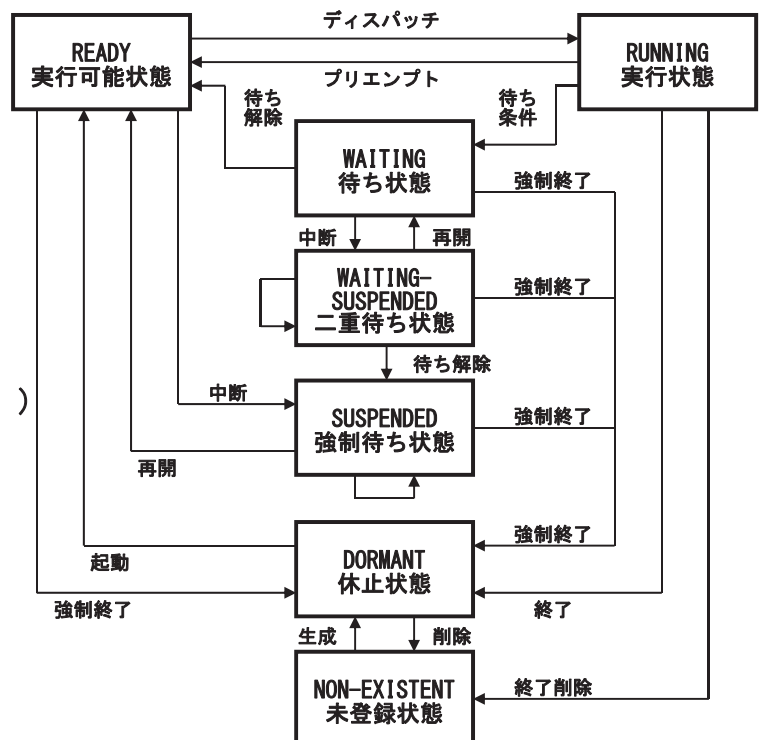 ディスパッチ
READY
実行可能状態
RUNNING
実行状態
プリエンプト
待ち
解除
待ち
条件
WAITING
待ち状態
強制終了
中断
再開
WAITING-
SUSPENDED
二重待ち状態
強制終了
待ち解除
)
中断
SUSPENDED
強制待ち状態
強制終了
再開
強制終了
起動
DORMANT
休止状態
強制終了
終了
生成
削除
NON-EXISTENT
未登録状態
終了削除